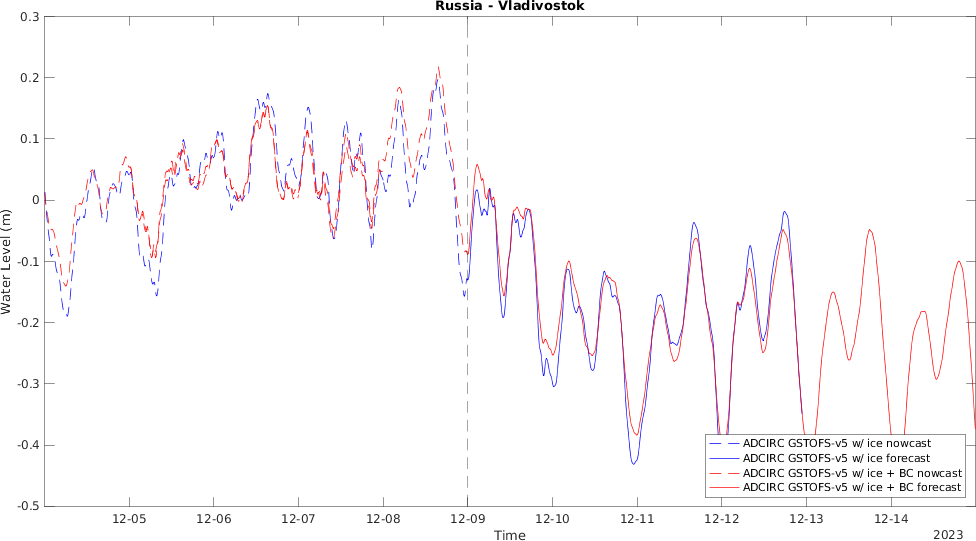 Russia - Vladivostok
0.3
0.2
0.1
0
-0.1
-0.2
-0.3
-0.4
-0.5
Water Level (m)
ADCIRC GSTOFS-v5 w/ ice nowcast
ADCIRC GSTOFS-v5 w/ ice forecast
ADCIRC GSTOFS-v5 w/ ice + BC nowcast
ADCIRC GSTOFS-v5 w/ ice + BC forecast
12-05 12-06 12-07 12-08 12-09 12-10 12-11 12-12 12-13 12-14
Time
2023